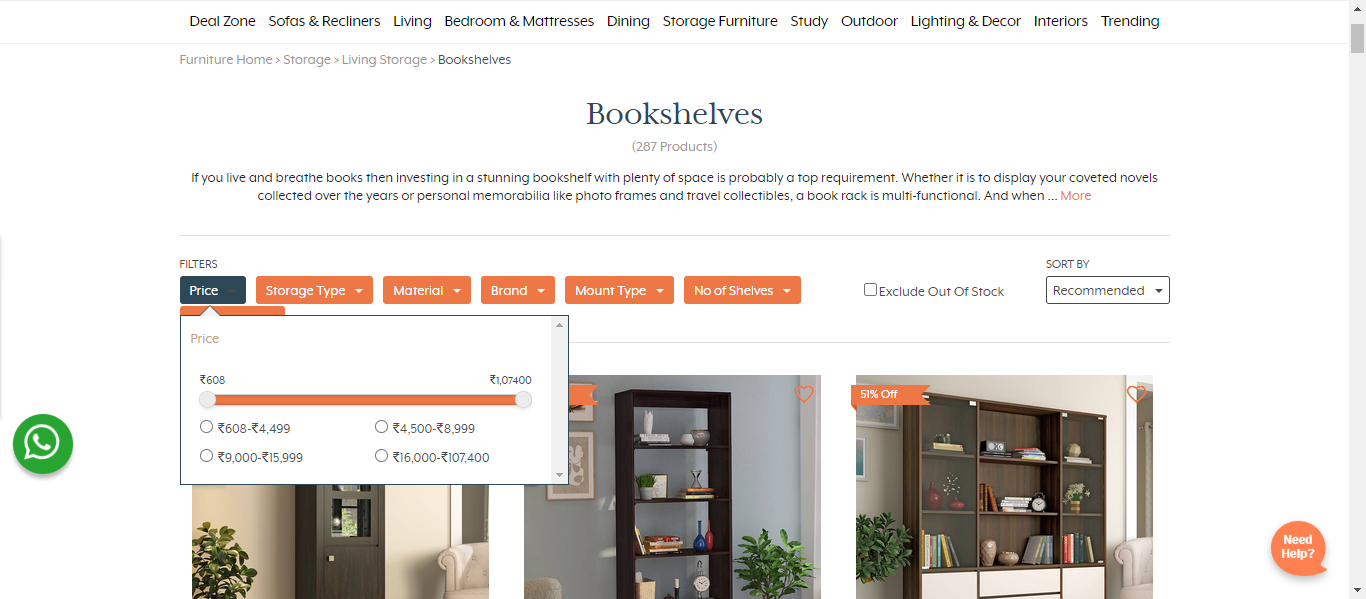 Deal Zone Sofas & Recliners Living Bedroom & Mattresses Dining Storage Furniture Study Outdoor Lighting & Decor Interiors Trending
Furniture Home > Storage > Living Storage > Bookshelves
Bookshelves
(287 Products)
If you live and breathe books then investing in a stunning bookshelf with plenty of space is probably a top requirement. Whether it is to display your coveted novels
collected over the years or personal memorabilia like photo frames and travel collectibles, a book rack is multi-functional. And when ... More
FILTERS
SORT BY
Price Storage Type Material Brand Mount Type No of Shelves Exclude Out Of Stock Recommended
Price
₹608 ₹1,07400
₹608-₹4,499 ₹4,500-₹8,999
₹9,000-₹15,999 ₹16,000-₹107,400
51% Off
Need
Help?